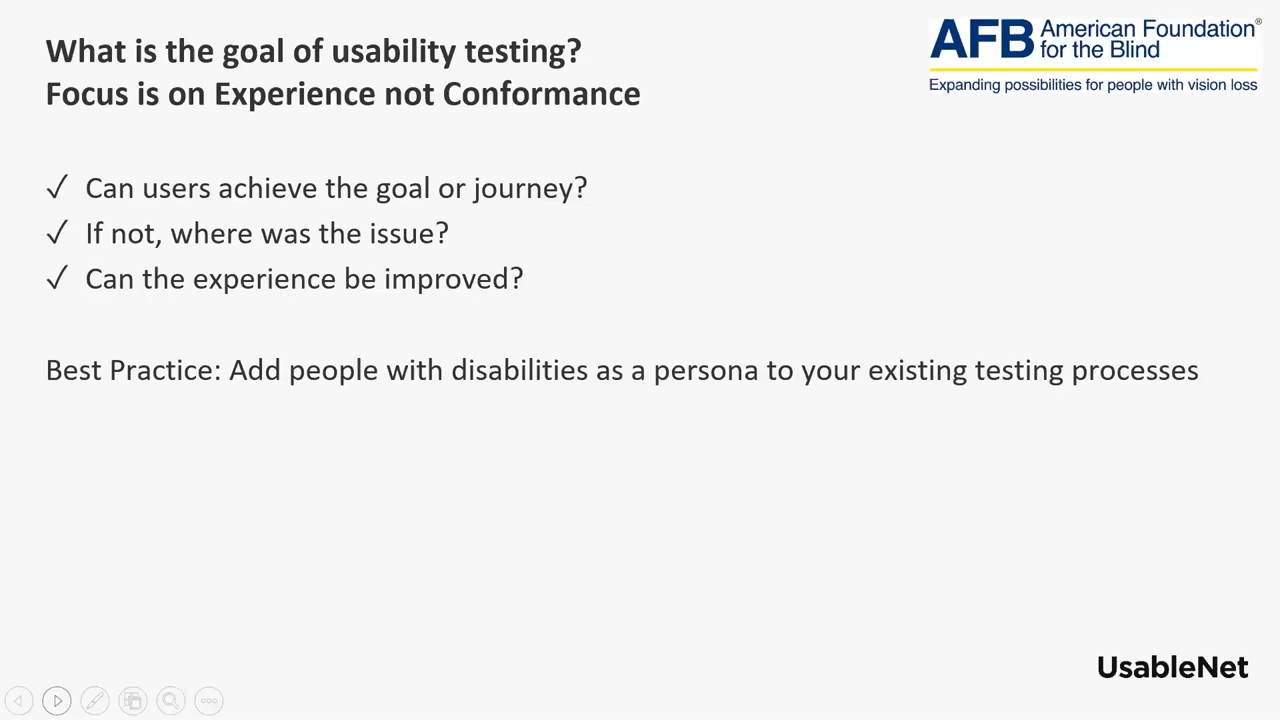 What is the goal of usability testing?
Focus is on Experience not Conformance
AFB American Foundation®
for the Blind
Expanding possibilities for people with vision loss
✓ Can users achieve the goal or journey?
✓ If not, where was the issue?
✓ Can the experience be improved?
Best Practice: Add people with disabilities as a persona to your existing testing processes
UsableNet